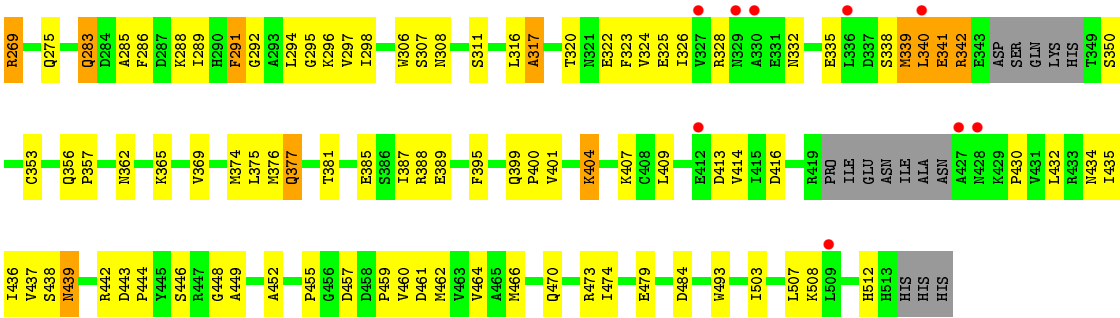 R269 Q275 Q283 D284 A285 F286 D287 K288 I289 H290 F291 G292 A293 L294 G295 K296 V297 I298 W306 S307 N308 S311 L316 A317 T320 N321 E322 F323 V324 E325 I326 V327 R328 N329 A330 E331 N332 E335 L336 D337 S338 M339 L340 E341 R342 E343 ASP SER GLN LYS HIS T349 S350
C353 Q356 P357 N362 K365 V369 M374 L375 M376 Q377 T381 E385 S386 I387 R388 E389 F395 Q399 P400 V401 K404 K407 C408 L409 E412 D413 V414 I415 D416 R419 PRO ILE GLU ASN ILE ALA ASN A427 N428 K429 P430 V431 L432 R433 N434 I435
I436 V437 S438 N439 R442 D443 P444 Y445 S446 R447 G448 A449 A452 P455 G456 D457 D458 P459 V460 D461 M462 V463 V464 A465 M466 Q470 R473 I474 E479 D484 W493 I503 L507 K508 L509 H512 H513 HIS HIS HIS